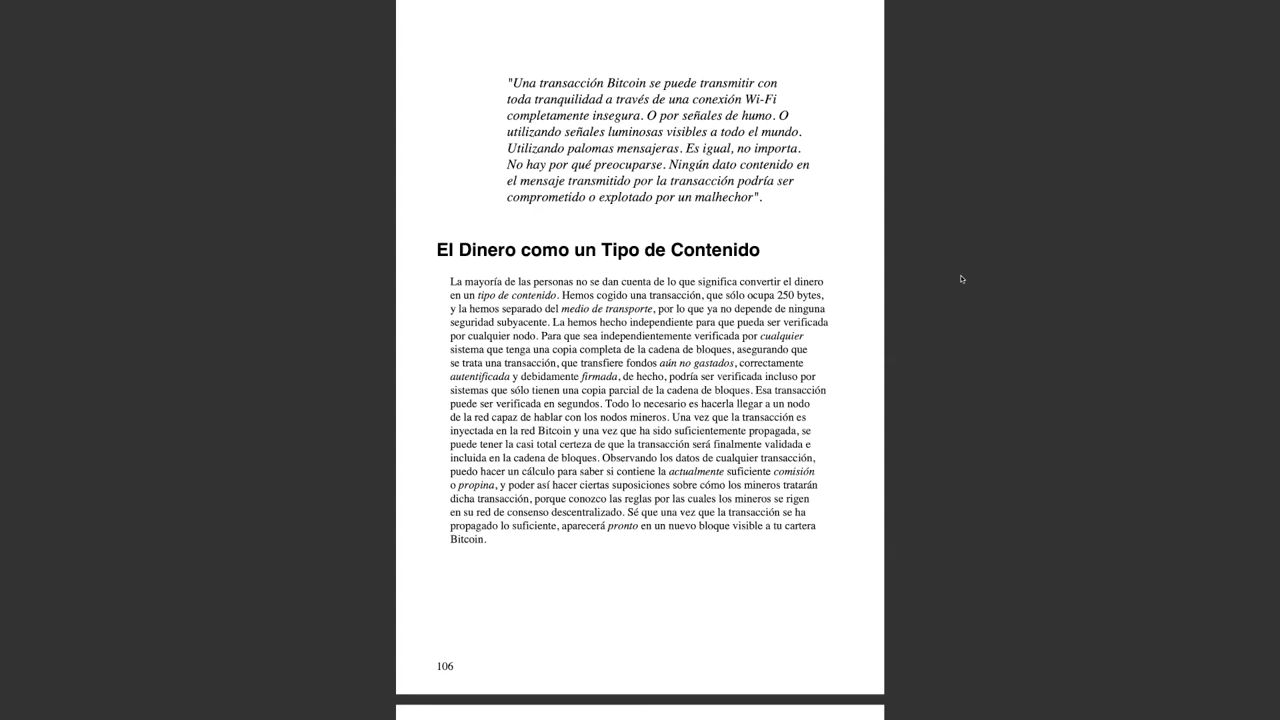 "Una transacción Bitcoin se puede transmitir con
toda tranquilidad a través de una conexión Wi-Fi
completamente insegura. O por señales de humo. O
utilizando señales luminosas visibles a todo el mundo.
Utilizando palomas mensajeras. Es igual, no importa.
No hay por qué preocuparse. Ningún dato contenido en
el mensaje transmitido por la transacción podría ser
comprometido o explotado por un malhechor".
El Dinero como un Tipo de Contenido
La mayoría de las personas no se dan cuenta de lo que significa convertir el dinero
en un tipo de contenido. Hemos cogido una transacción, que sólo ocupa 250 bytes,
y la hemos separado del medio de transporte, por lo que ya no depende de ninguna
seguridad subyacente. La hemos hecho independiente para que pueda ser verificada
por cualquier nodo. Para que sea independientemente verificada por cualquier
sistema que tenga una copia completa de la cadena de bloques, asegurando que
se trata una transacción, que transfiere fondos aún no gastados, correctamente
autentificada y debidamente firmada, de hecho, podría ser verificada incluso por
sistemas que sólo tienen una copia parcial de la cadena de bloques. Esa transacción
puede ser verificada en segundos. Todo lo necesario es hacerla llegar a un nodo
de la red capaz de hablar con los nodos mineros. Una vez que la transacción es
inyectada en la red Bitcoin y una vez que ha sido suficientemente propagada, se
puede tener la casi total certeza de que la transacción será finalmente validada e
incluida en la cadena de bloques. Observando los datos de cualquier transacción,
puedo hacer un cálculo para saber si contiene la actualmente suficiente comisión
o propina, y poder así hacer ciertas suposiciones sobre cómo los mineros tratarán
dicha transacción, porque conozco las reglas por las cuales los mineros se rigen
en su red de consenso descentralizado. Sé que una vez que la transacción se ha
propagado lo suficiente, aparecerá pronto en un nuevo bloque visible a tu cartera
Bitcoin.
106